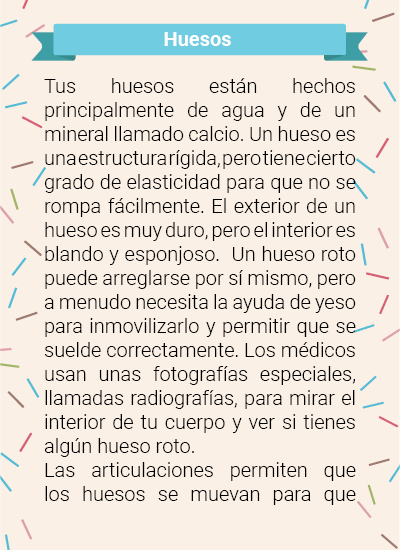 Huesos
Tus huesos están hechos
principalmente de agua y de un
mineral llamado calcio. Un hueso es
una estructura rígida, pero tiene cierto
grado de elasticidad para que no se
rompa fácilmente. El exterior de un
hueso es muy duro, pero el interior es
blando y esponjoso. Un hueso roto
puede arreglarse por sí mismo, pero
a menudo necesita la ayuda de yeso
para inmovilizarlo y permitir que se
suelde correctamente. Los médicos
usan unas fotografías especiales,
llamadas radiografías, para mirar el
interior de tu cuerpo y ver si tienes
algún hueso roto.
Las articulaciones permiten que
los huesos se muevan para que